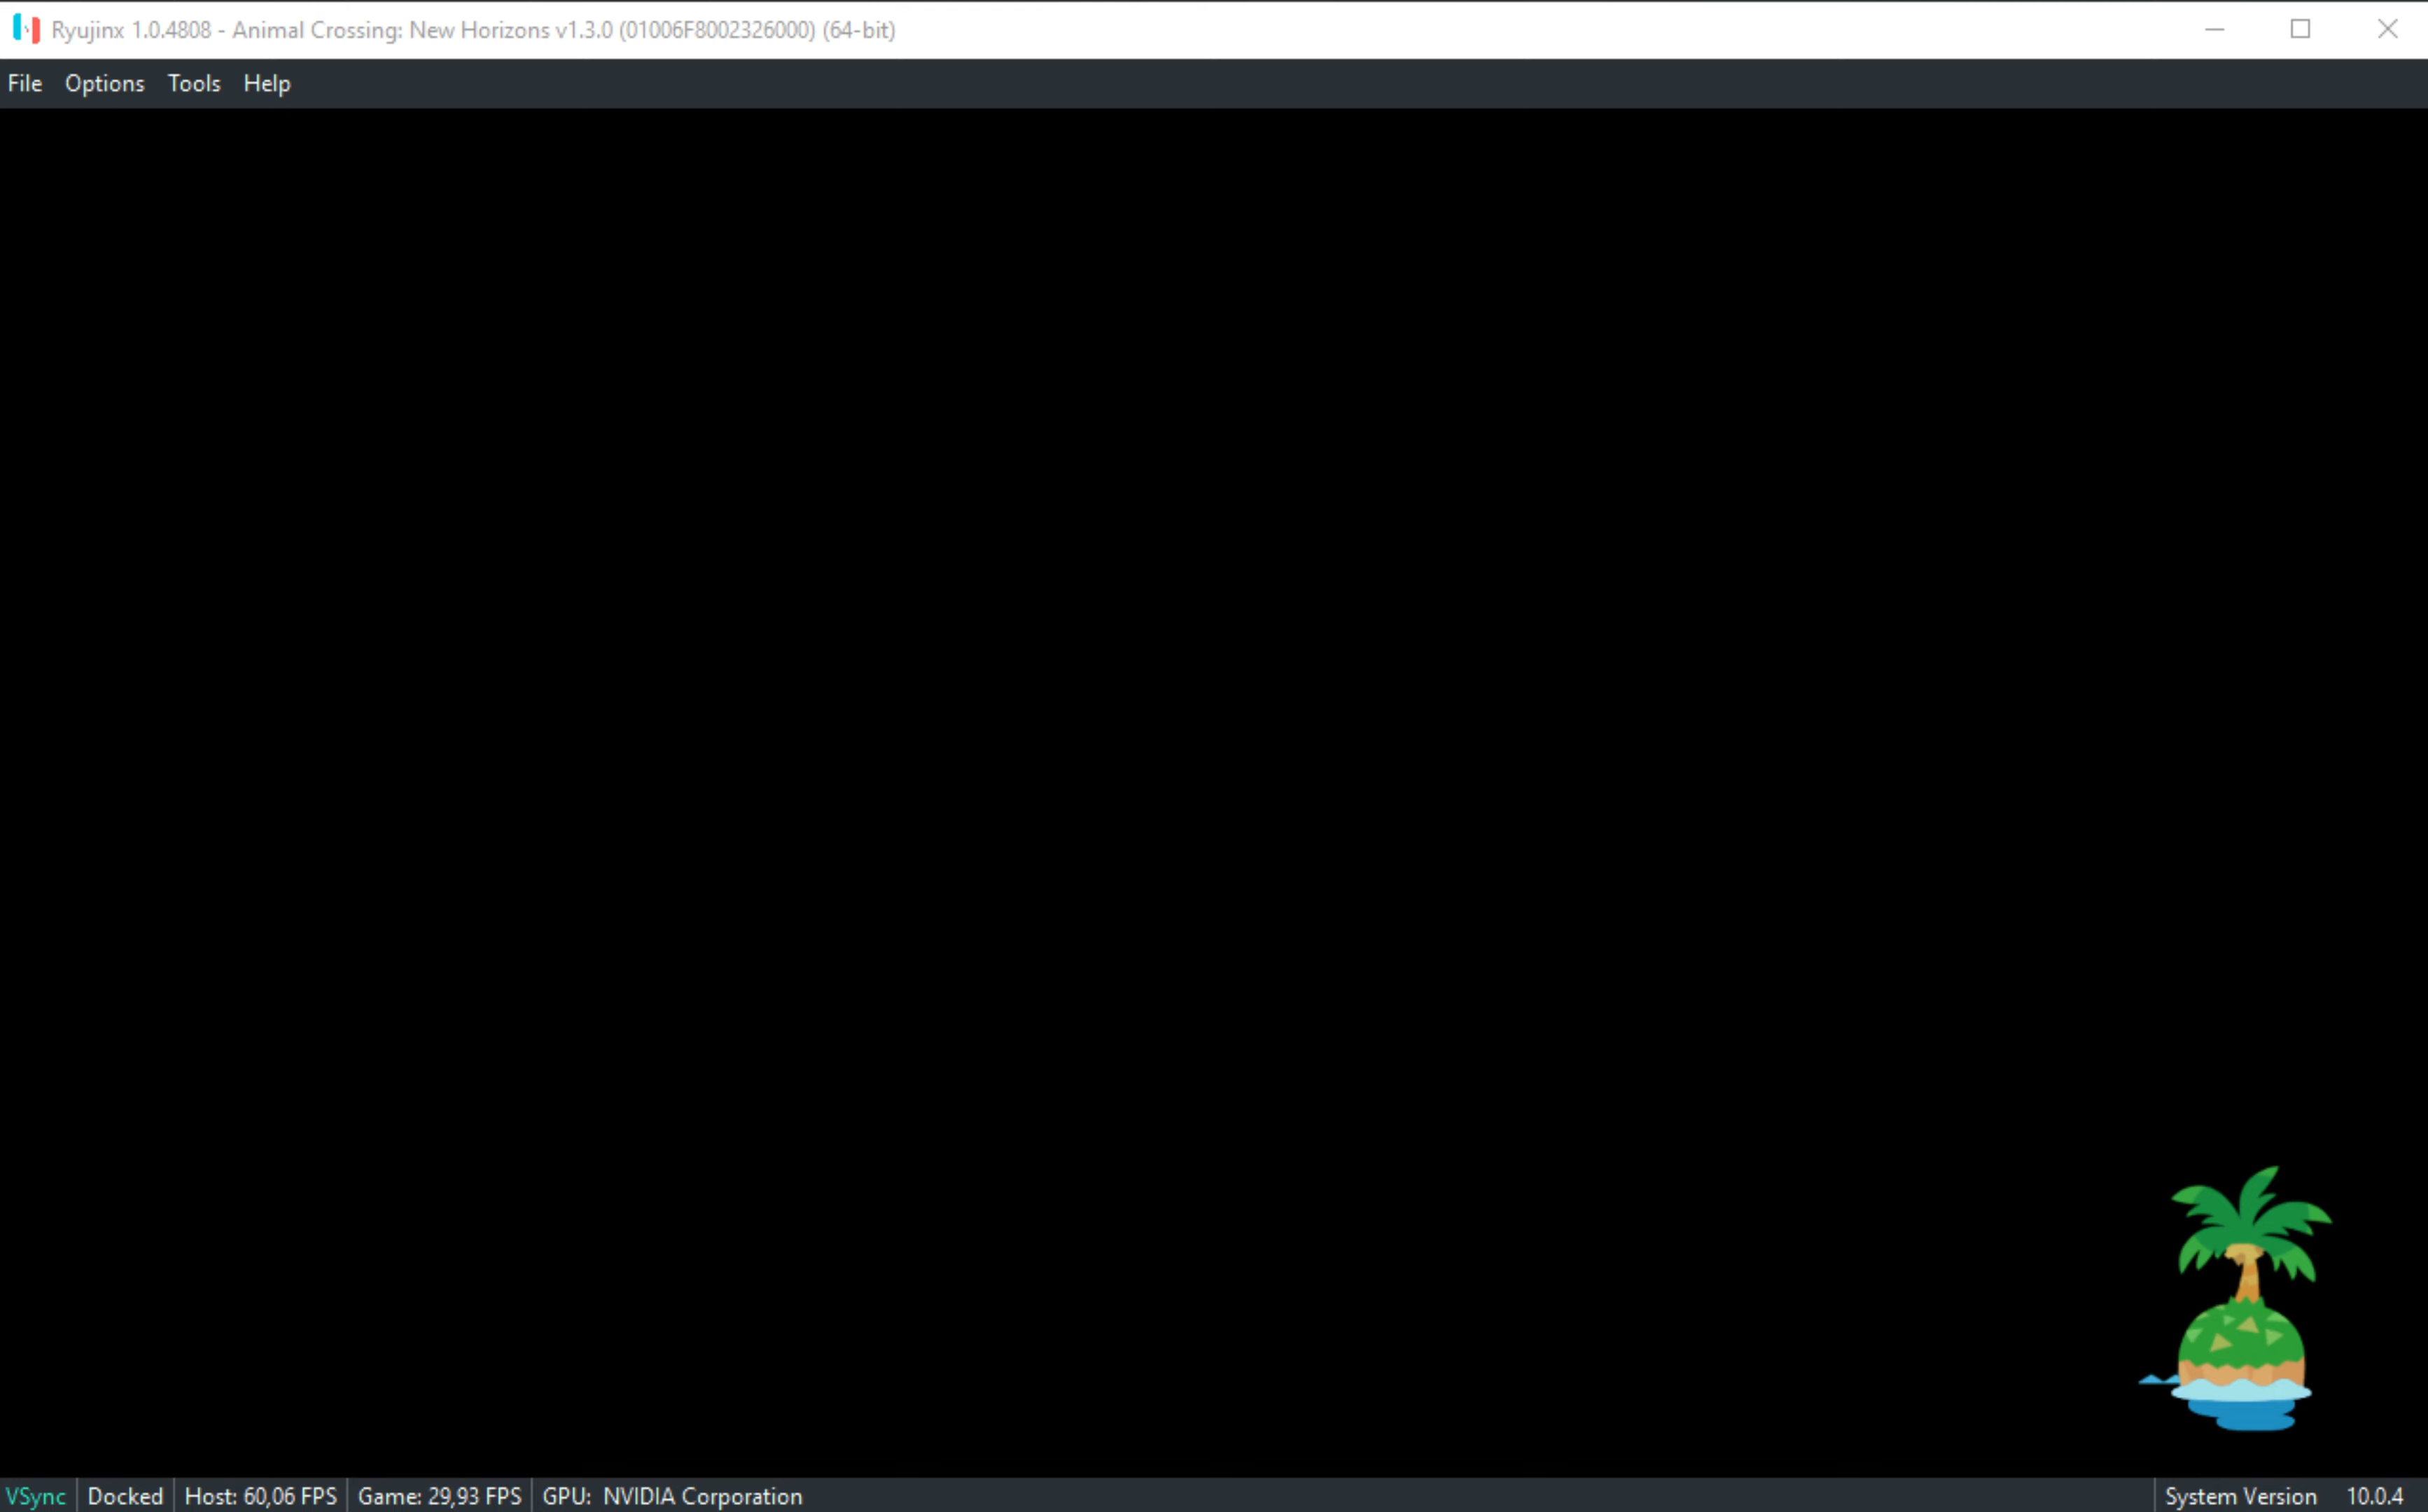 Ryujinx 1.0.4808 - Animal Crossing: New Horizons v1.3.0 (01006F8002326000) (64-bit)
File Options Tools Help
VSync Docked Host: 60,06 FPS Game: 29,93 FPS GPU: NVIDIA Corporation System Version 10.0.4